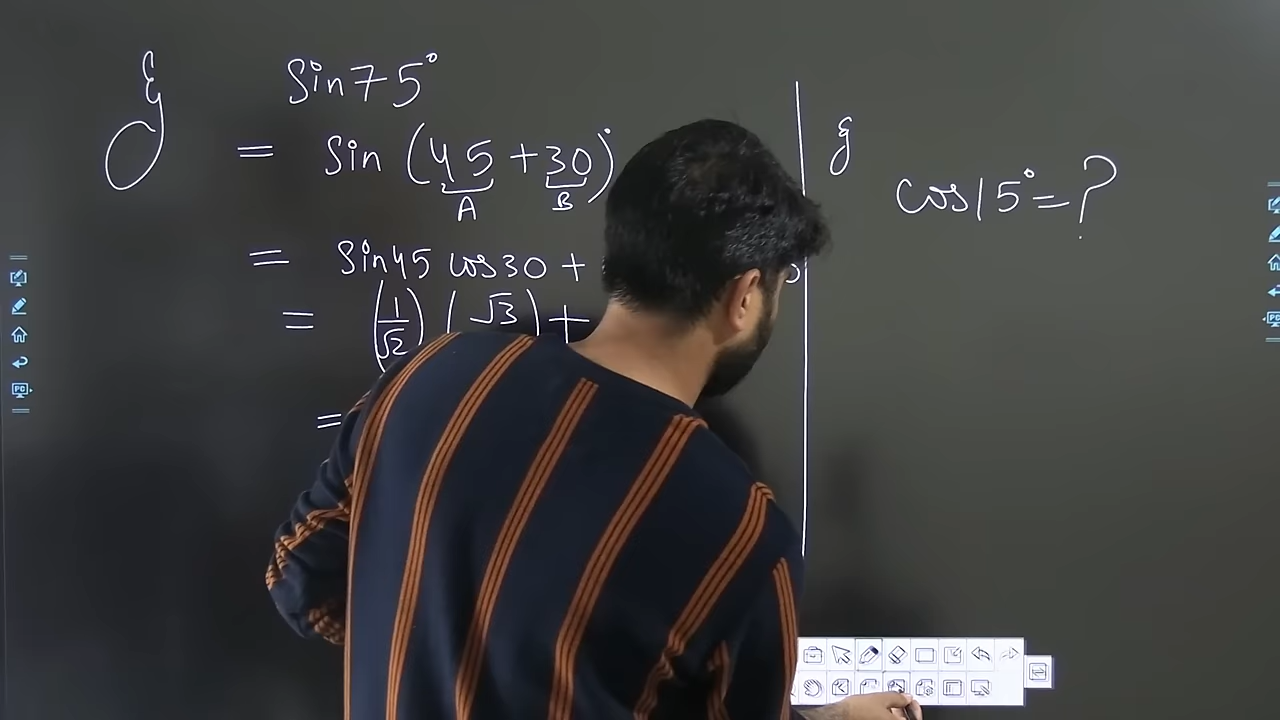 Sin75°
= Sin (45 + 30)°
A B
= Sin45 cos30 +
= (1/√2) (√3 ) +
=
cos15° = ?